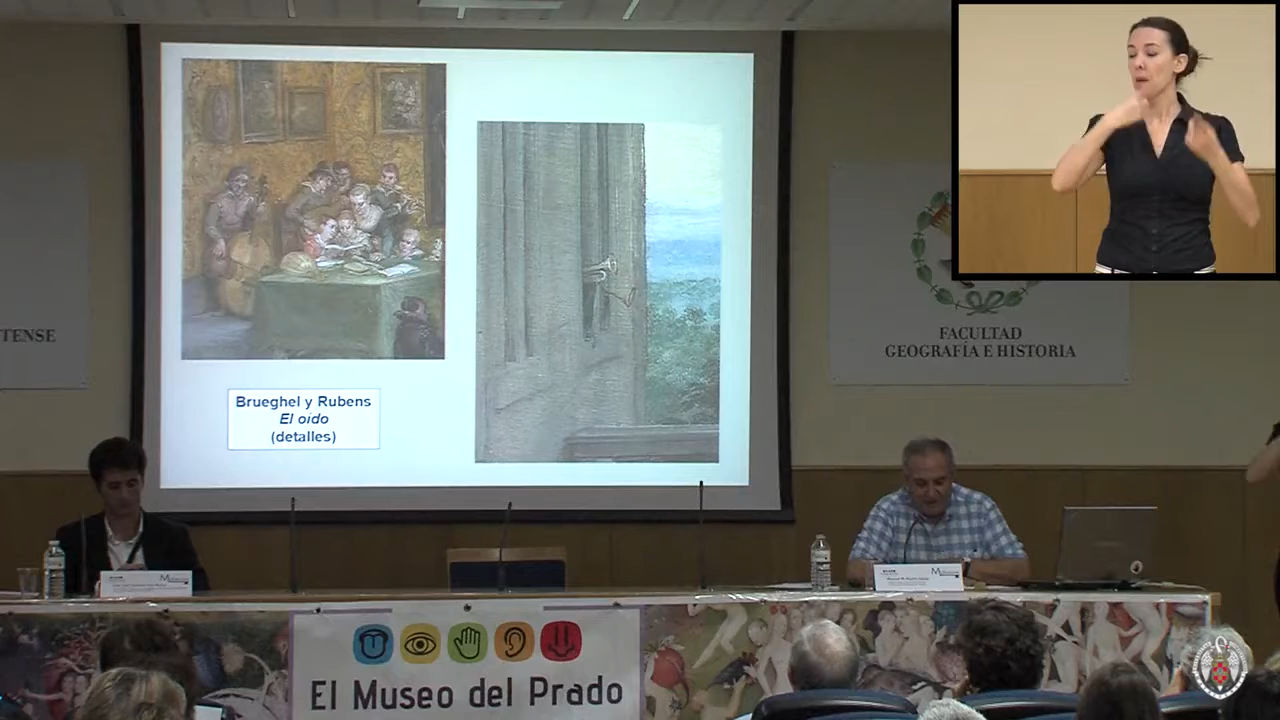 Brueghel y Rubens
El oído
(detalles)
TENSE
FACULTAD
GEOGRAFÍA E HISTORIA
El Museo del Prado